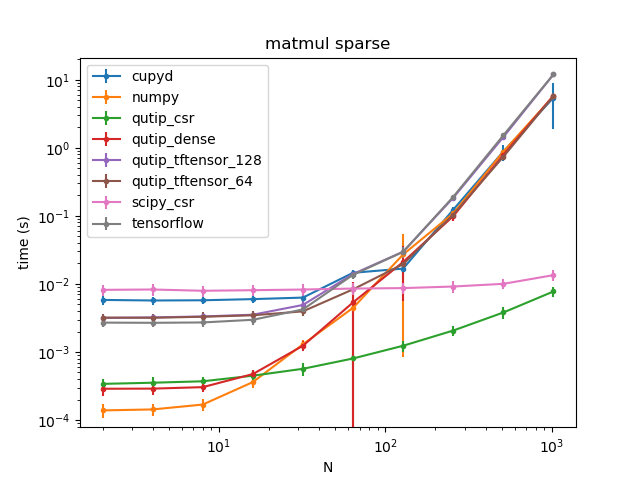 matmul sparse
cupyd
numpy
qutip_csr
qutip_dense
qutip_tftensor_128
qutip_tftensor_64
scipy_csr
tensorflow
time (s)
10¹
10⁰
10⁻¹
10⁻²
10⁻³
10⁻⁴
10¹ 10² 10³
N